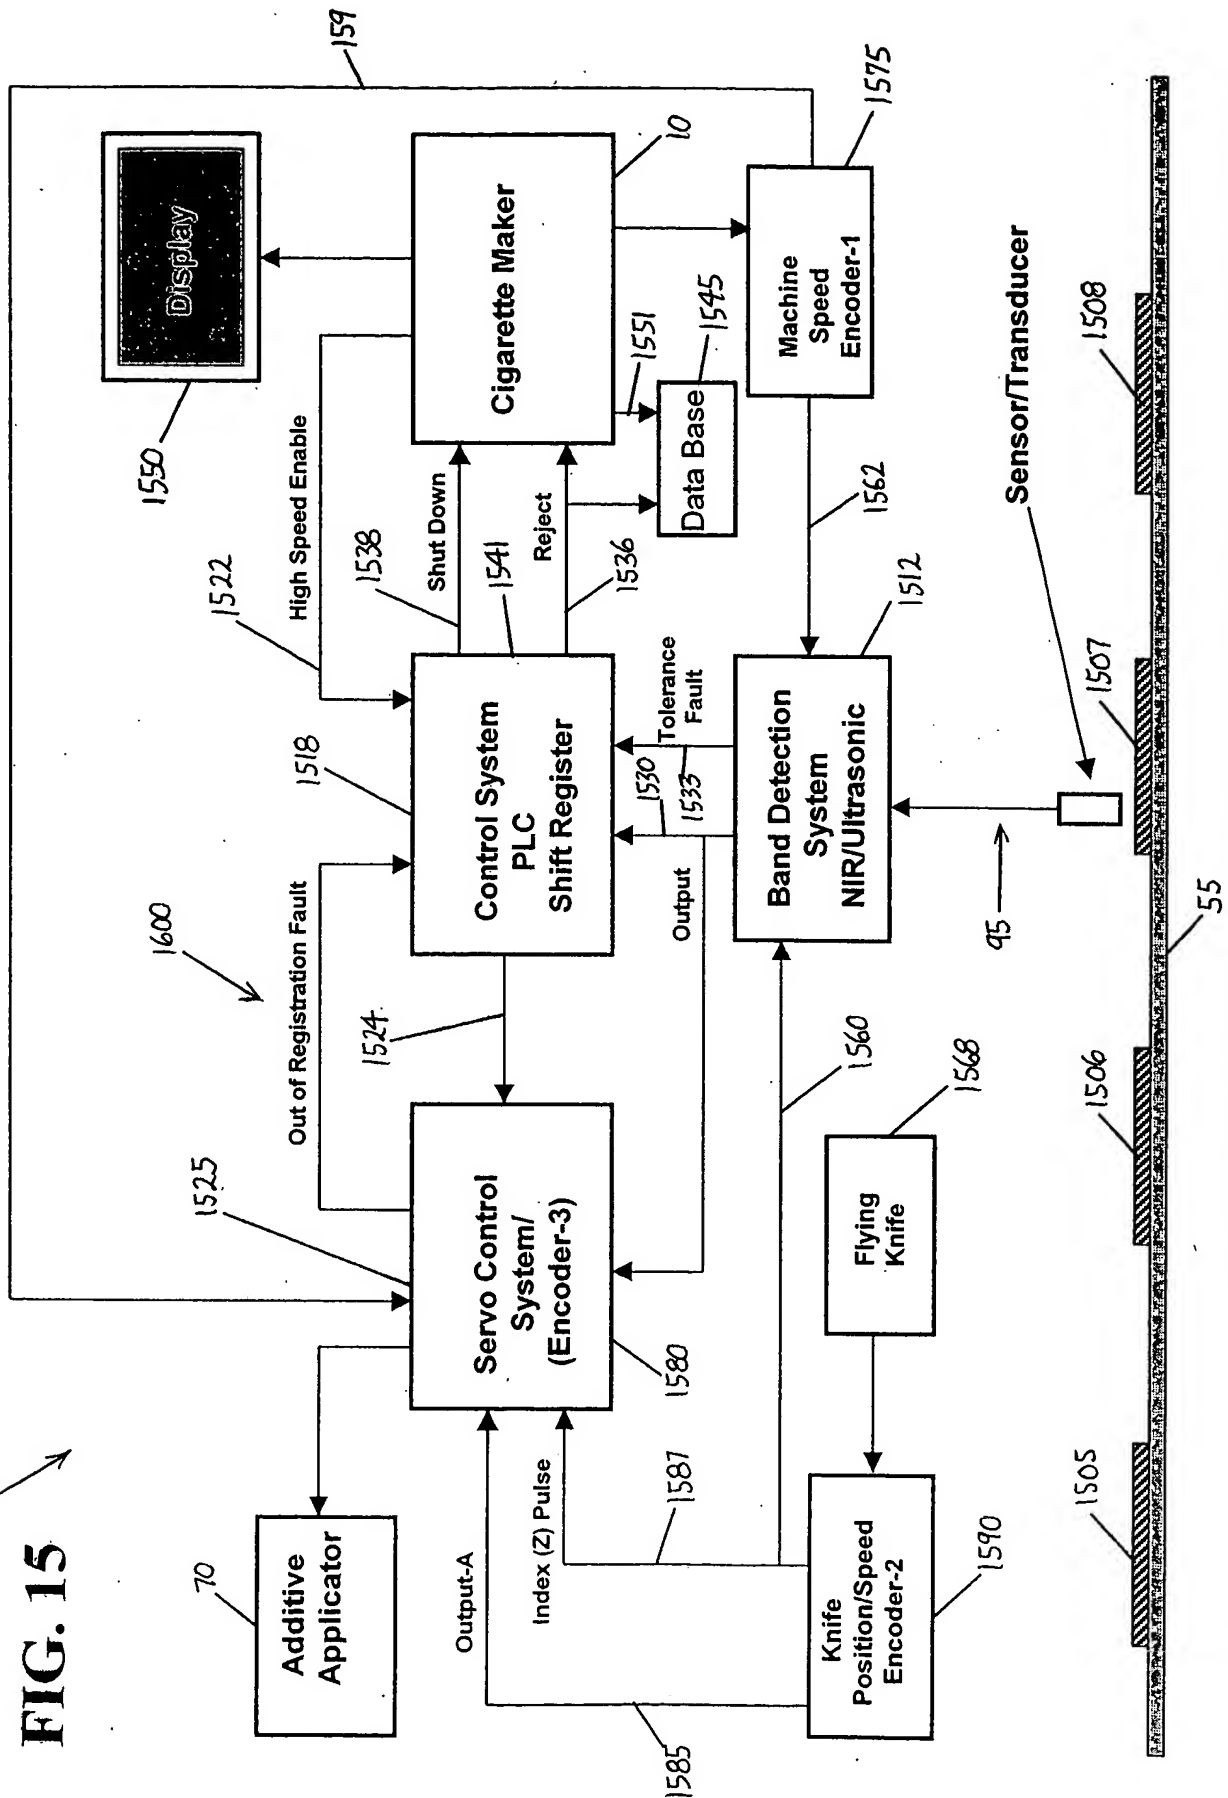 FIG. 15
159
Display
1550
10
Cigarette Maker
1575
Machine
Speed
Encoder-1
1551
1545
Data Base
High Speed Enable
1522
1538
Shut Down
1541
Reject
1536
1562
1518
Control System
PLC
Shift Register
1530
1533
Tolerance
Fault
1512
Band Detection
System
NIR/Ultrasonic
Sensor/Transducer
95
Output
Out of Registration Fault
1600
1524
1525
Servo Control
System/
(Encoder-3)
1580
1560
1568
Flying
Knife
70
Additive
Applicator
Output-A
Index (Z) Pulse
1587
1585
Knife
Position/Speed
Encoder-2
1590
1505
1506
1507
1508
55